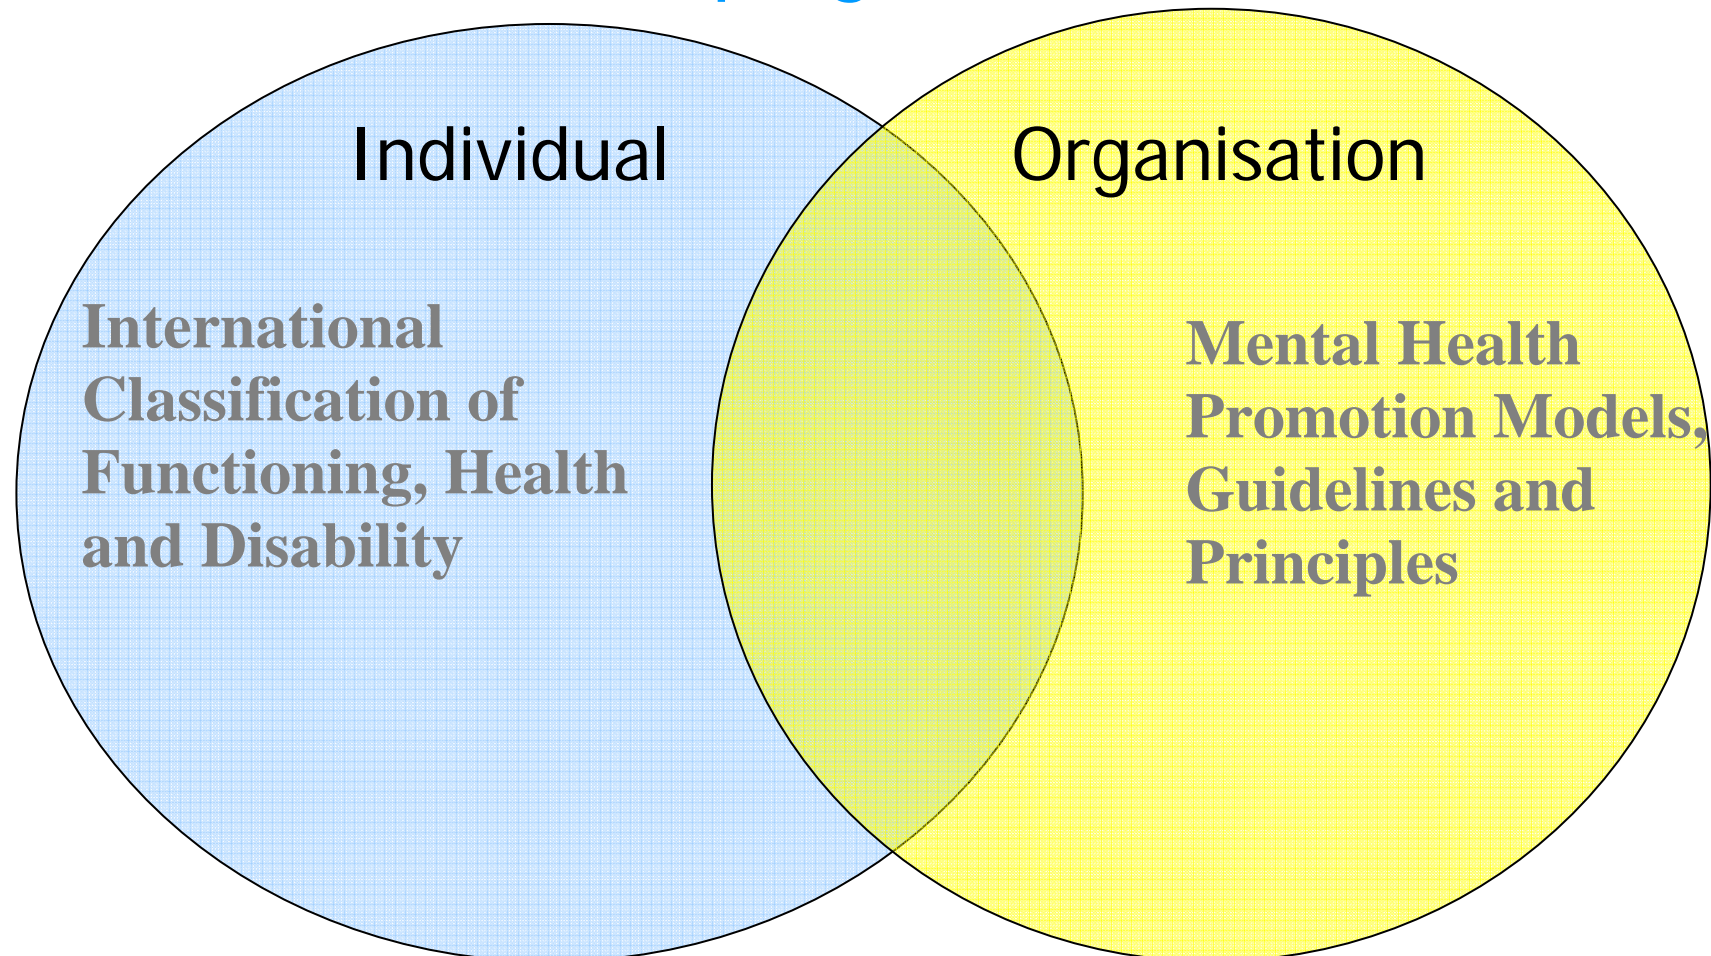 Individual
Organisation
International
Classification of
Functioning, Health
and Disability
Mental Health
Promotion Models,
Guidelines and
Principles